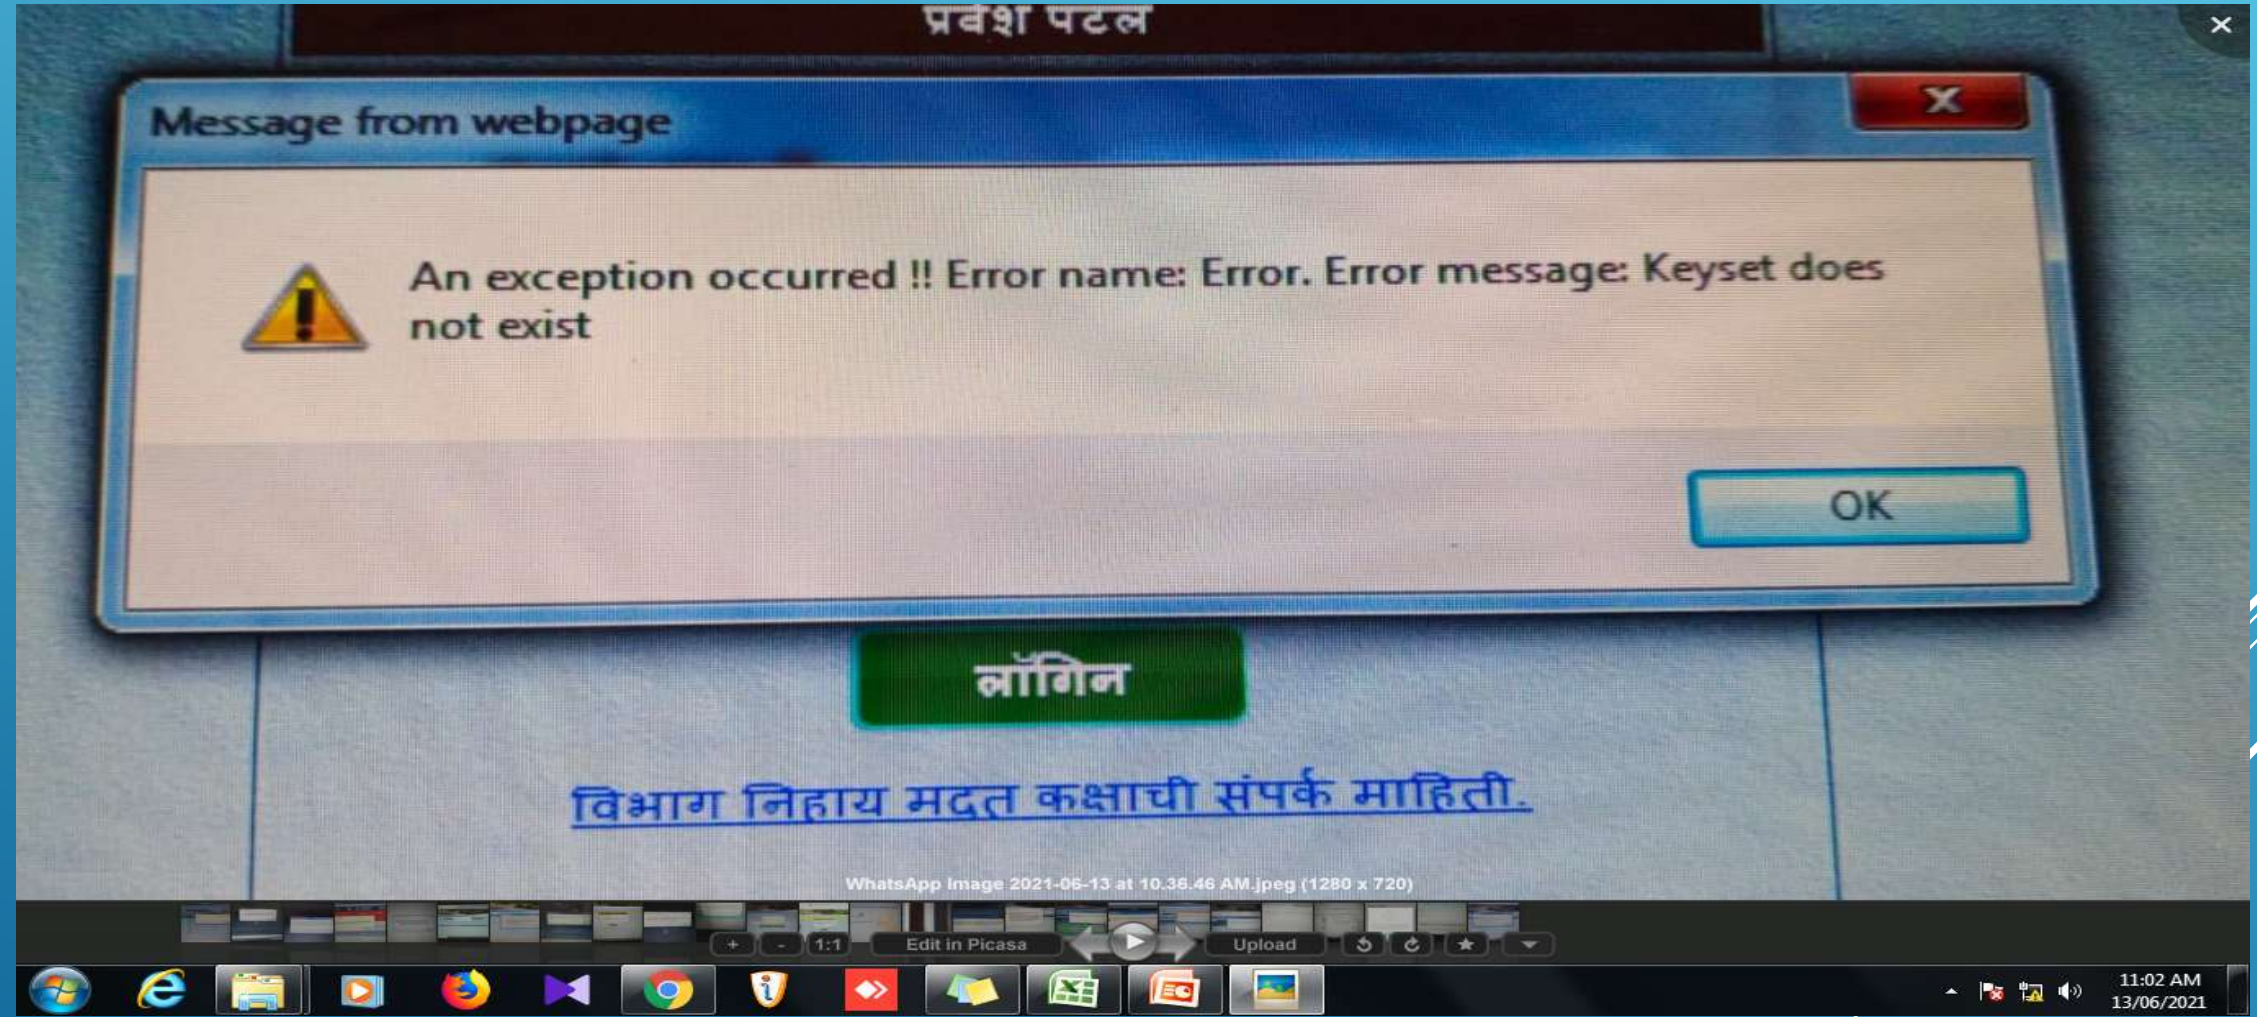 प्रवेश पटल
Message from webpage
An exception occurred !! Error name: Error. Error message: Keyset does
not exist
OK
लॉगिन
विभाग निहाय मदत कक्षाची संपर्क माहिती.
WhatsApp Image 2021-06-13 at 10.36.46 AM.jpeg (1280 x 720)
1:1
Edit in Picasa
Upload
11:02 AM
13/06/2021